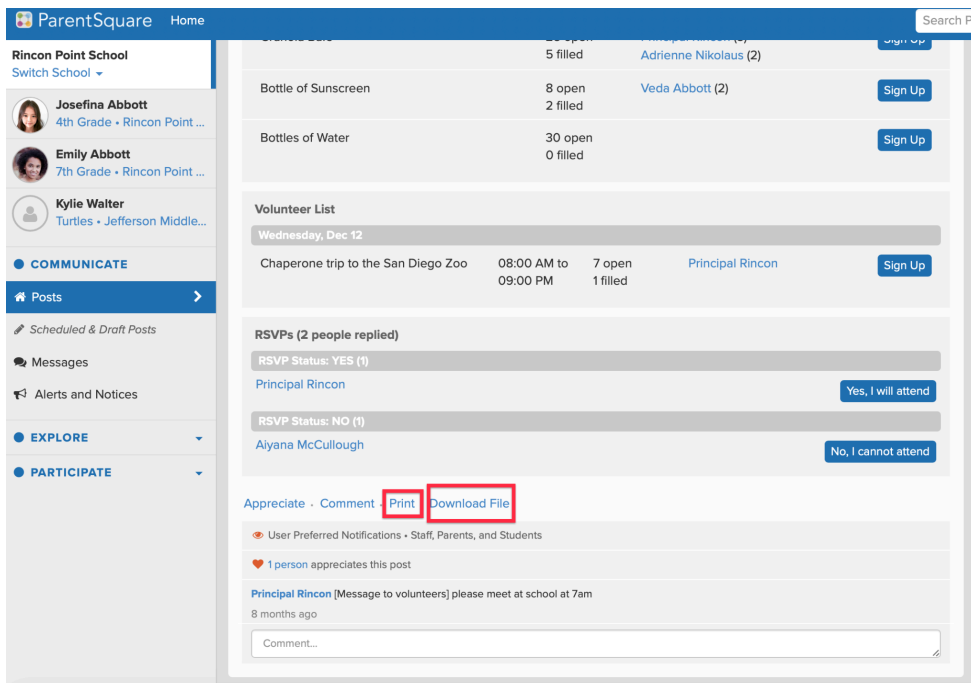 ParentSquare Home
Search P
Rincon Point School
Switch School
Josefina Abbott
4th Grade • Rincon Point ...
Emily Abbott
7th Grade • Rincon Point ...
Kylie Walter
Turtles • Jefferson Middle...
COMMUNICATE
Posts
Scheduled & Draft Posts
Messages
Alerts and Notices
EXPLORE
PARTICIPATE
5 filled Adrienne Nikolaus (2)
Bottle of Sunscreen 8 open Veda Abbott (2) Sign Up
2 filled
Bottles of Water 30 open Sign Up
0 filled
Volunteer List
Wednesday, Dec 12
Chaperone trip to the San Diego Zoo 08:00 AM to 7 open Principal Rincon Sign Up
09:00 PM 1 filled
RSVPs (2 people replied)
RSVP Status: YES (1)
Principal Rincon
Yes, I will attend
RSVP Status: NO (1)
Aiyana McCullough
No, I cannot attend
Appreciate · Comment · Print Download File
User Preferred Notifications • Staff, Parents, and Students
1 person appreciates this post
Principal Rincon [Message to volunteers] please meet at school at 7am
8 months ago
Comment...